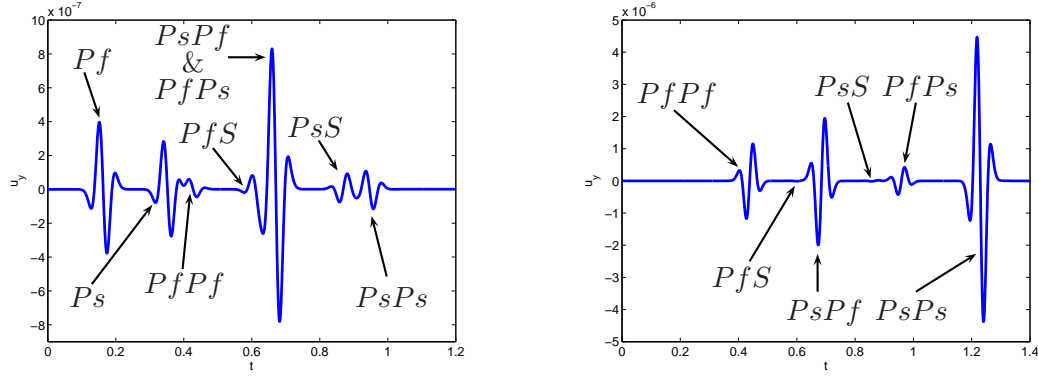 x 10^-7
10
8
6
4
2
0
−2
−4
−6
−8
0
0.2
0.4
0.6
0.8
1
1.2
t
u_y
Pf
PsPf
&
PfPs
PfS
PsS
Ps
PfPf
PsPs
x 10^-6
5
4
3
2
1
0
−1
−2
−3
−4
−5
0
0.2
0.4
0.6
0.8
1
1.2
1.4
t
u_y
PfPf
PsS
PfPs
PfS
PsPf
PsPs